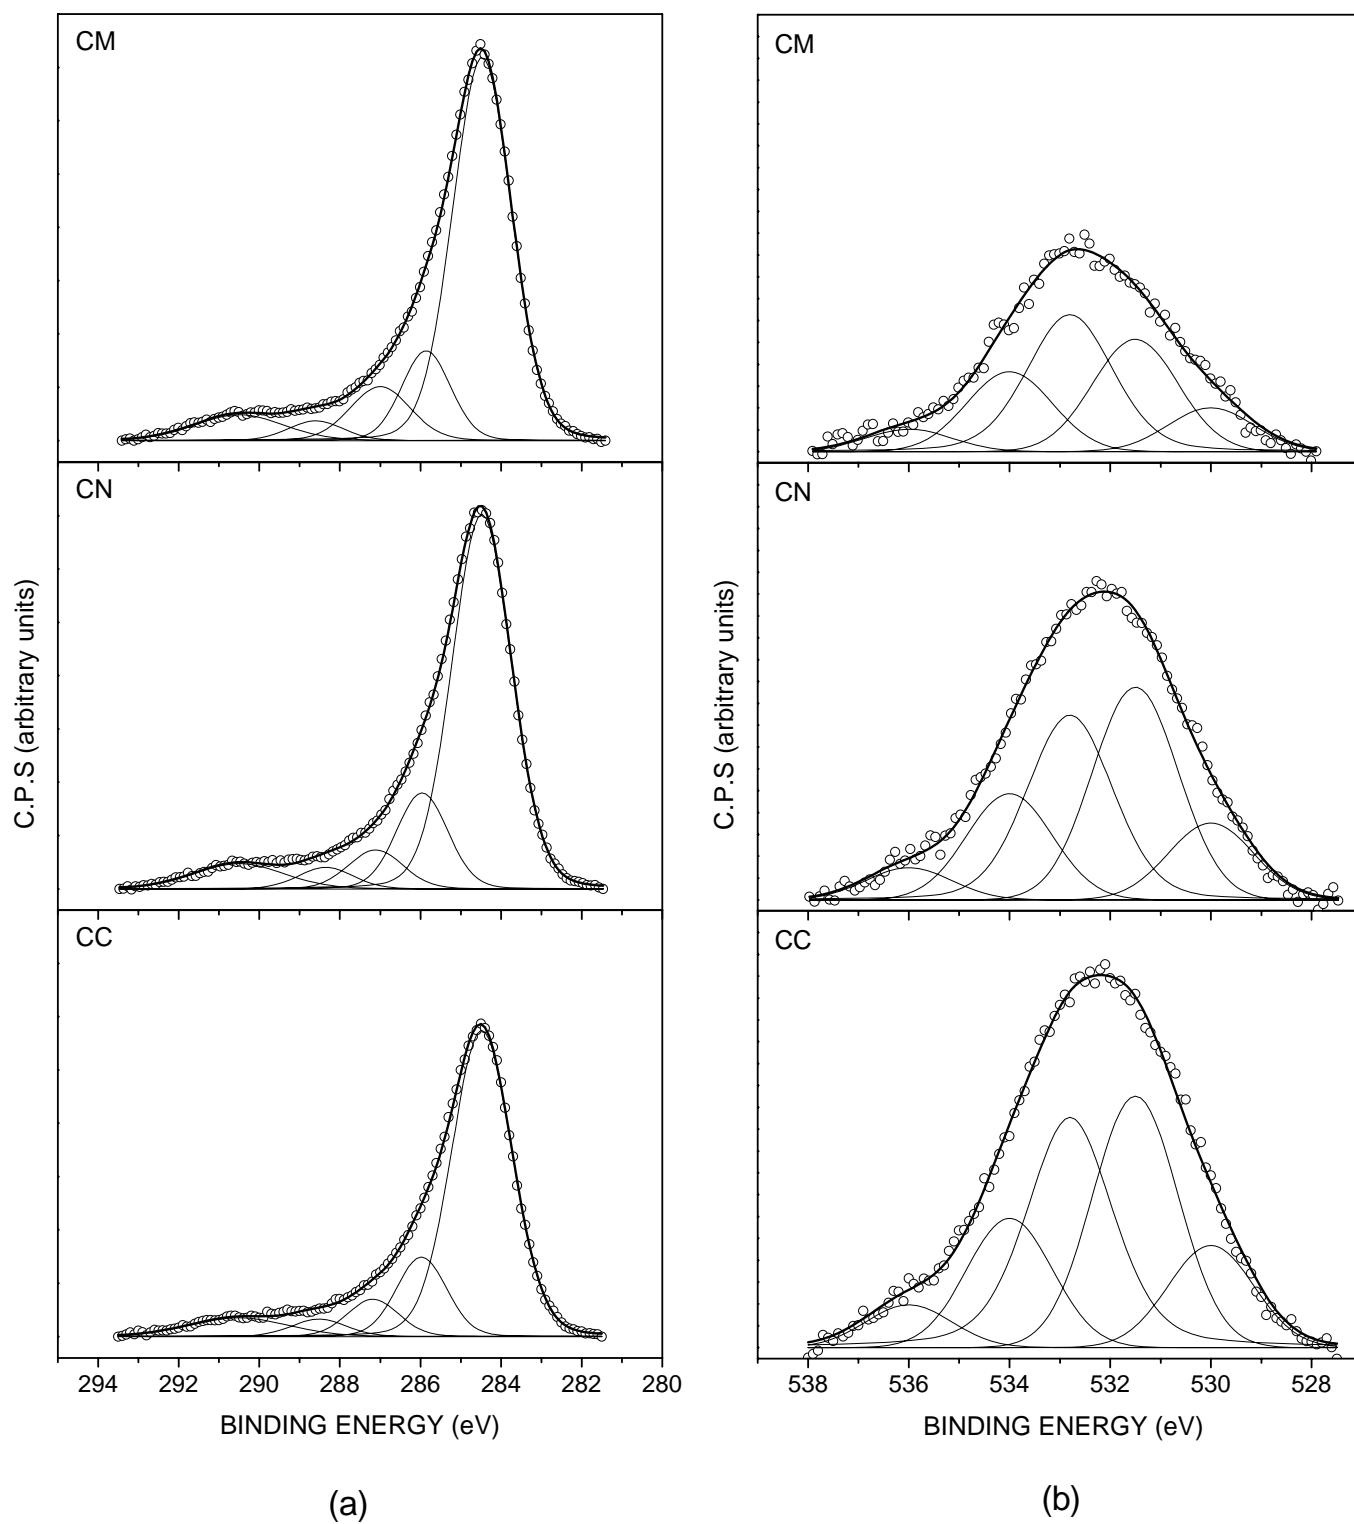 CM
CN
CC
C.P.S (arbitrary units)
294 292 290 288 286 284 282 280
BINDING ENERGY (eV)
(a)
CM
CN
CC
C.P.S (arbitrary units)
538 536 534 532 530 528
BINDING ENERGY (eV)
(b)